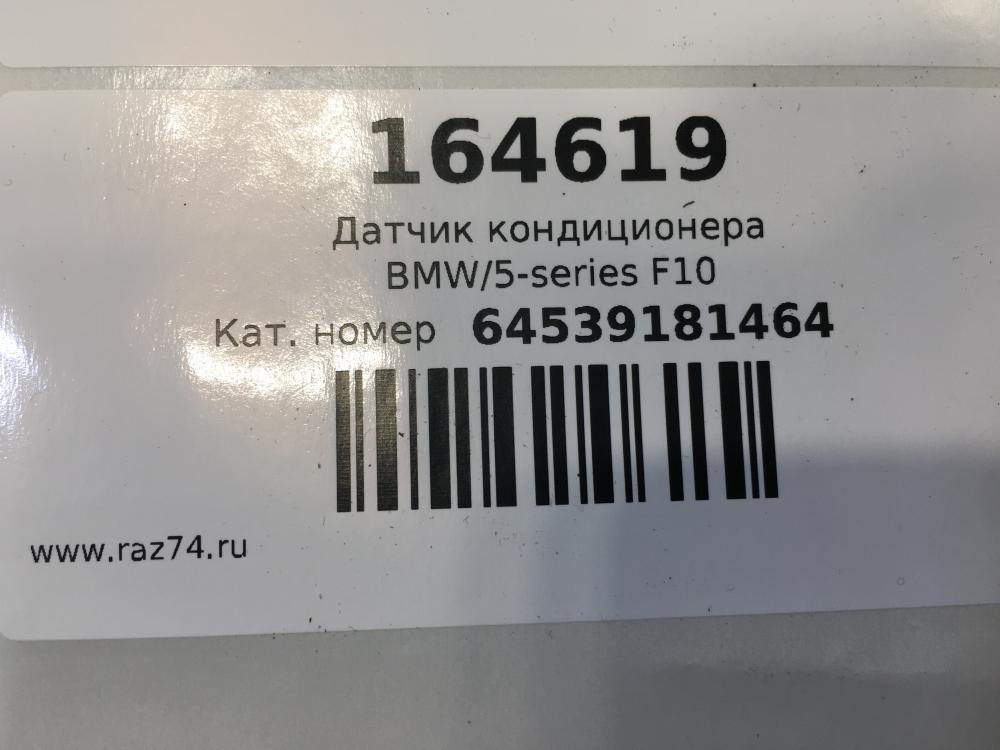 164619
Датчик кондиционера
BMW/5-series F10
Кат. номер 64539181464
www.raz74.ru